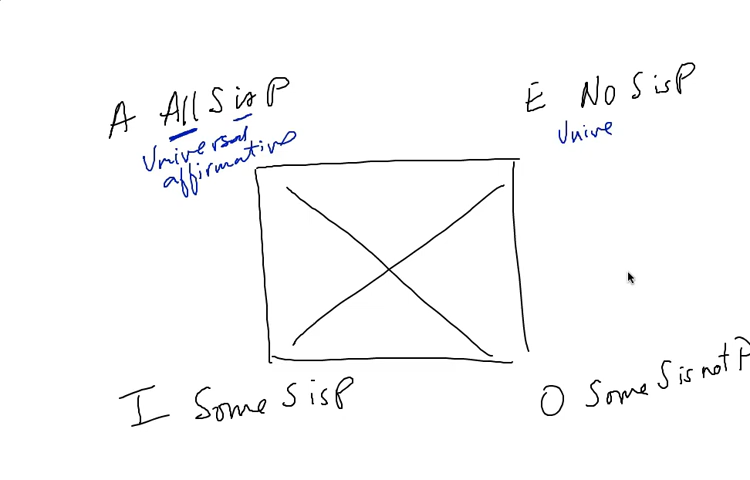 A All S is P
Universal
affirmative
E No S is P
Unive
I Some S is P
O Some S is not P